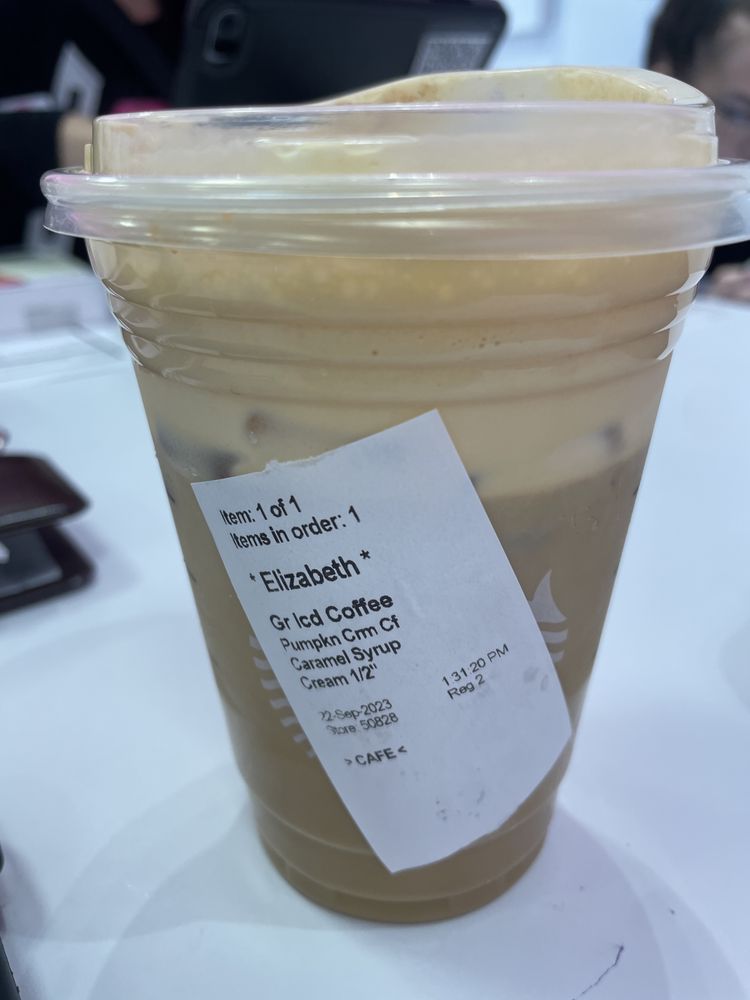 Item: 1 of 1
Items in order: 1
* Elizabeth *
Gr Icd Coffee
Pumpkn Crm Cf
Caramel Syrup
Cream 1/2"
22-Sep-2023 1:31:20 PM
Store: 50828 Reg 2
> CAFE <